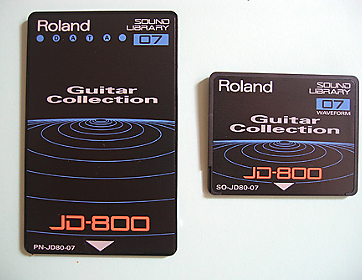 Roland
SOUND
LIBRARY
DATA
07
Guitar
Collection
JD-800
PN-JD80-07
Roland
SOUND
LIBRARY
07
WAVEFORM
Guitar
Collection
JD-800
SO-JD80-07